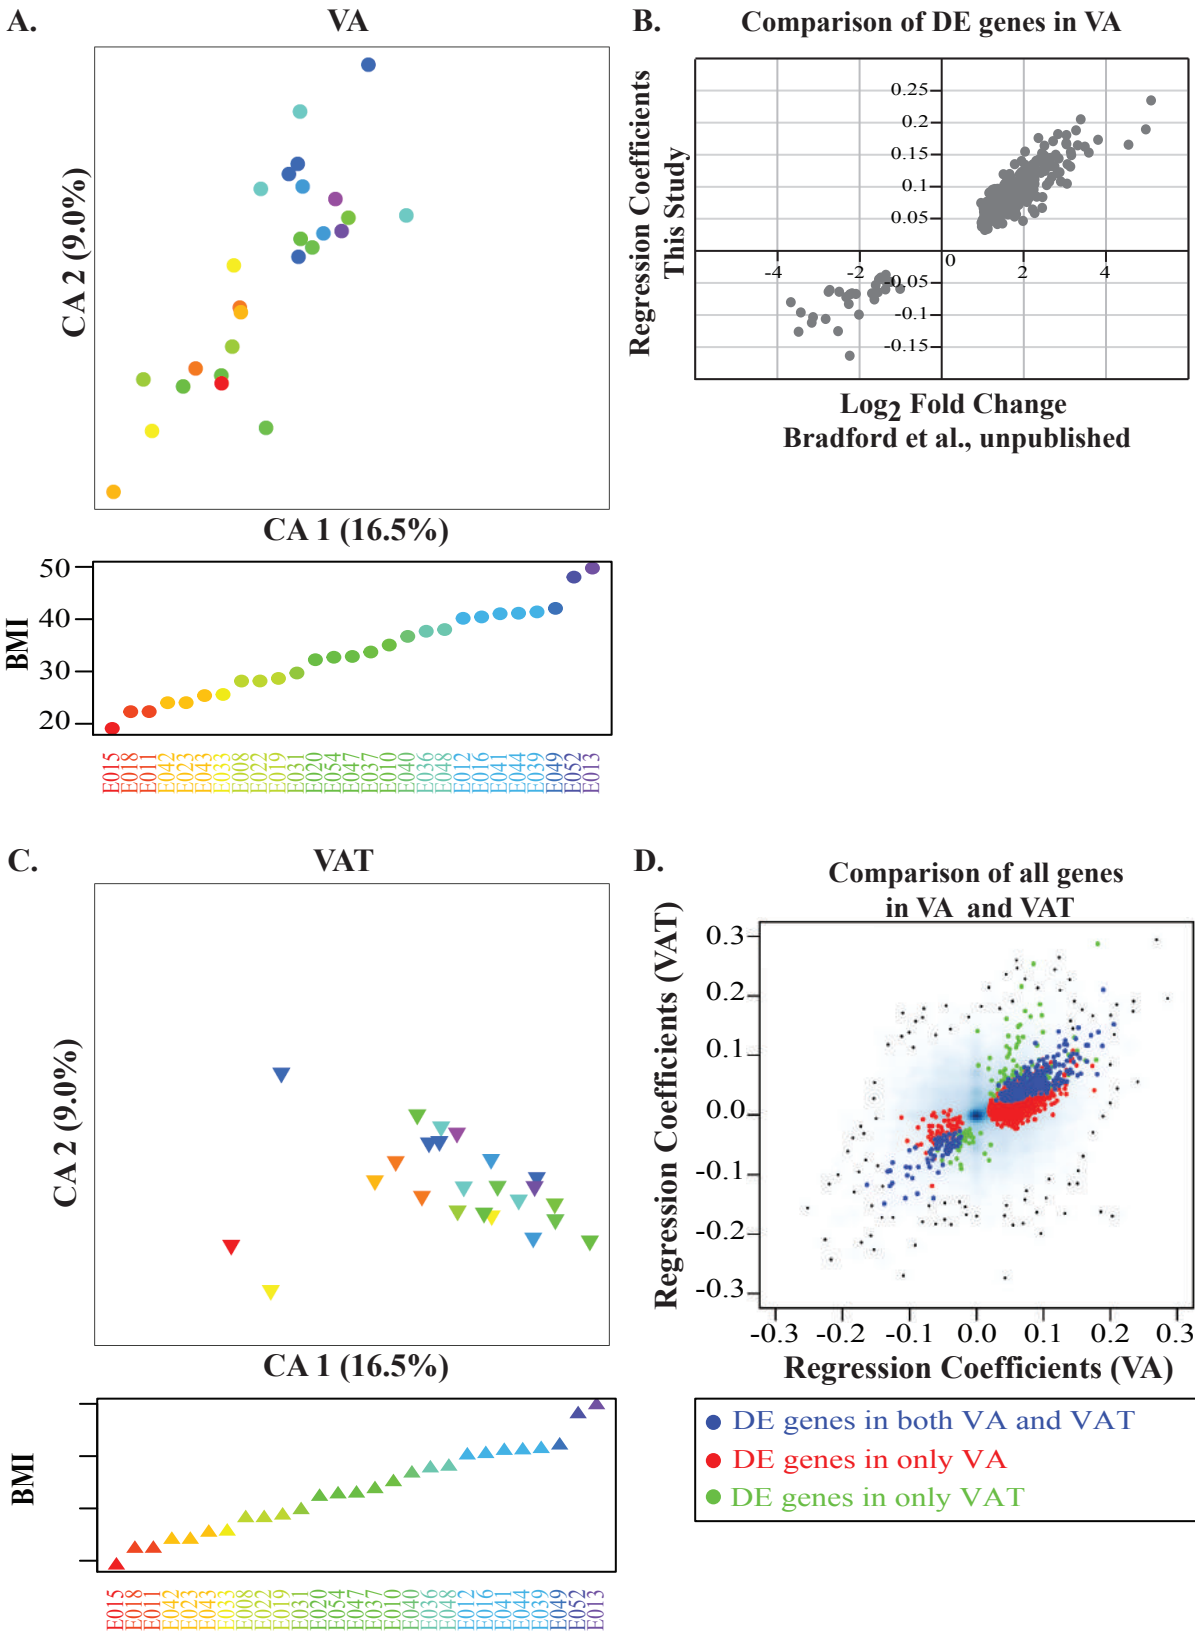 A.
VA
CA 2 (9.0%)
CA 1 (16.5%)
BMI
50
40
30
20
E015
E018
E011
E042
E023
E043
E033
E008
E022
E019
E031
E020
E054
E047
E037
E010
E040
E036
E048
E012
E016
E041
E044
E039
E049
E052
E013
B.
Comparison of DE genes in VA
Regression Coefficients
This Study
0.25
0.2
0.15
0.1
0.05
-4
-2
0
2
4
-0.05
-0.1
-0.15
Log2 Fold Change
Bradford et al., unpublished
C.
VAT
CA 2 (9.0%)
CA 1 (16.5%)
BMI
E015
E018
E011
E042
E023
E043
E033
E008
E022
E019
E031
E020
E054
E047
E037
E010
E040
E036
E048
E012
E016
E041
E044
E039
E049
E052
E013
D.
Comparison of all genes
in VA and VAT
Regression Coefficients (VAT)
0.3
0.2
0.1
0.0
-0.1
-0.2
-0.3
-0.3 -0.2 -0.1 0.0 0.1 0.2 0.3
Regression Coefficients (VA)
DE genes in both VA and VAT
DE genes in only VA
DE genes in only VAT